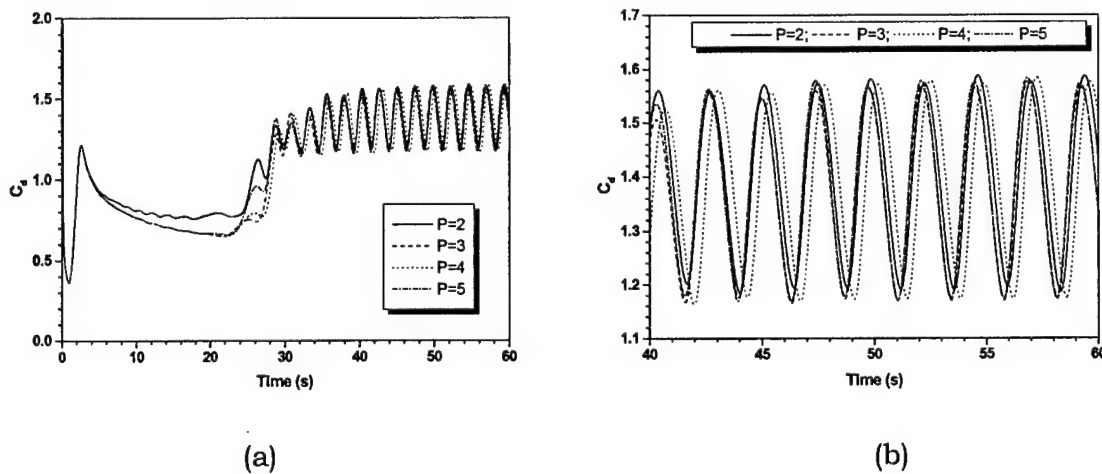 2.0
1.5
1.0
0.5
0.0
C_d
0 10 20 30 40 50 60
Time (s)
P=2
P=3
P=4
P=5
(a)
1.7
1.6
1.5
1.4
1.3
1.2
1.1
C_d
40 45 50 55 60
Time (s)
P=2; P=3; P=4; P=5
(b)